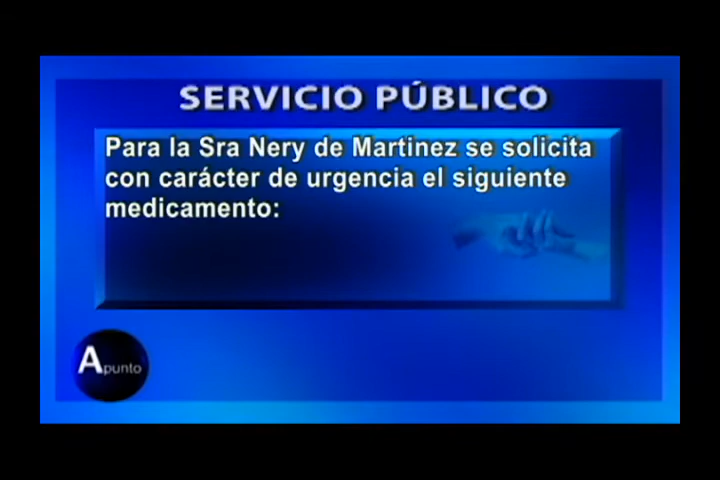 SERVICIO PÚBLICO
Para la Sra Nery de Martinez se solicita
con carácter de urgencia el siguiente
medicamento:
Apunto